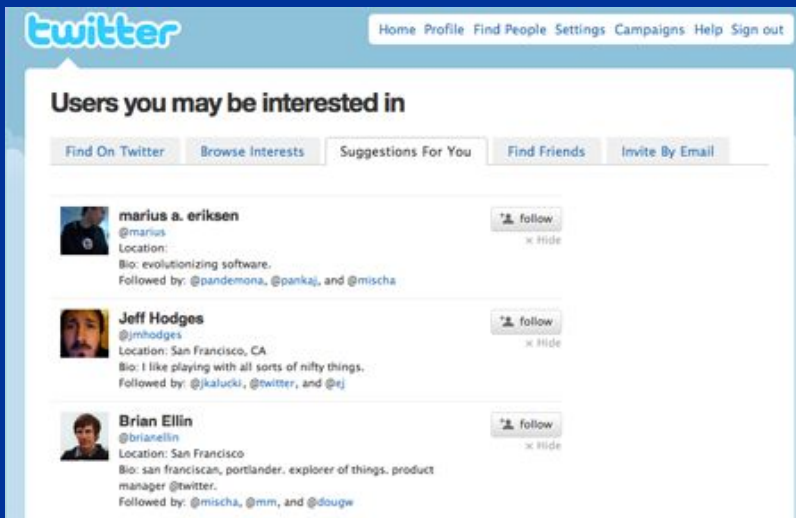 twitter
Home Profile Find People Settings Campaigns Help Sign out
Users you may be interested in
Find On Twitter Browse Interests Suggestions For You Find Friends Invite By Email
marius a. eriksen
@marius
Location:
Bio: evolutionizing software.
Followed by: @pandemona, @pankaj, and @mischa
follow
× Hide
Jeff Hodges
@jmhodges
Location: San Francisco, CA
Bio: I like playing with all sorts of nifty things.
Followed by: @jkalucki, @twitter, and @ej
follow
× Hide
Brian Ellin
@brianellin
Location: San Francisco
Bio: san franciscan, portlander. explorer of things. product
manager @twitter.
Followed by: @mischa, @mm, and @dougw
follow
× Hide